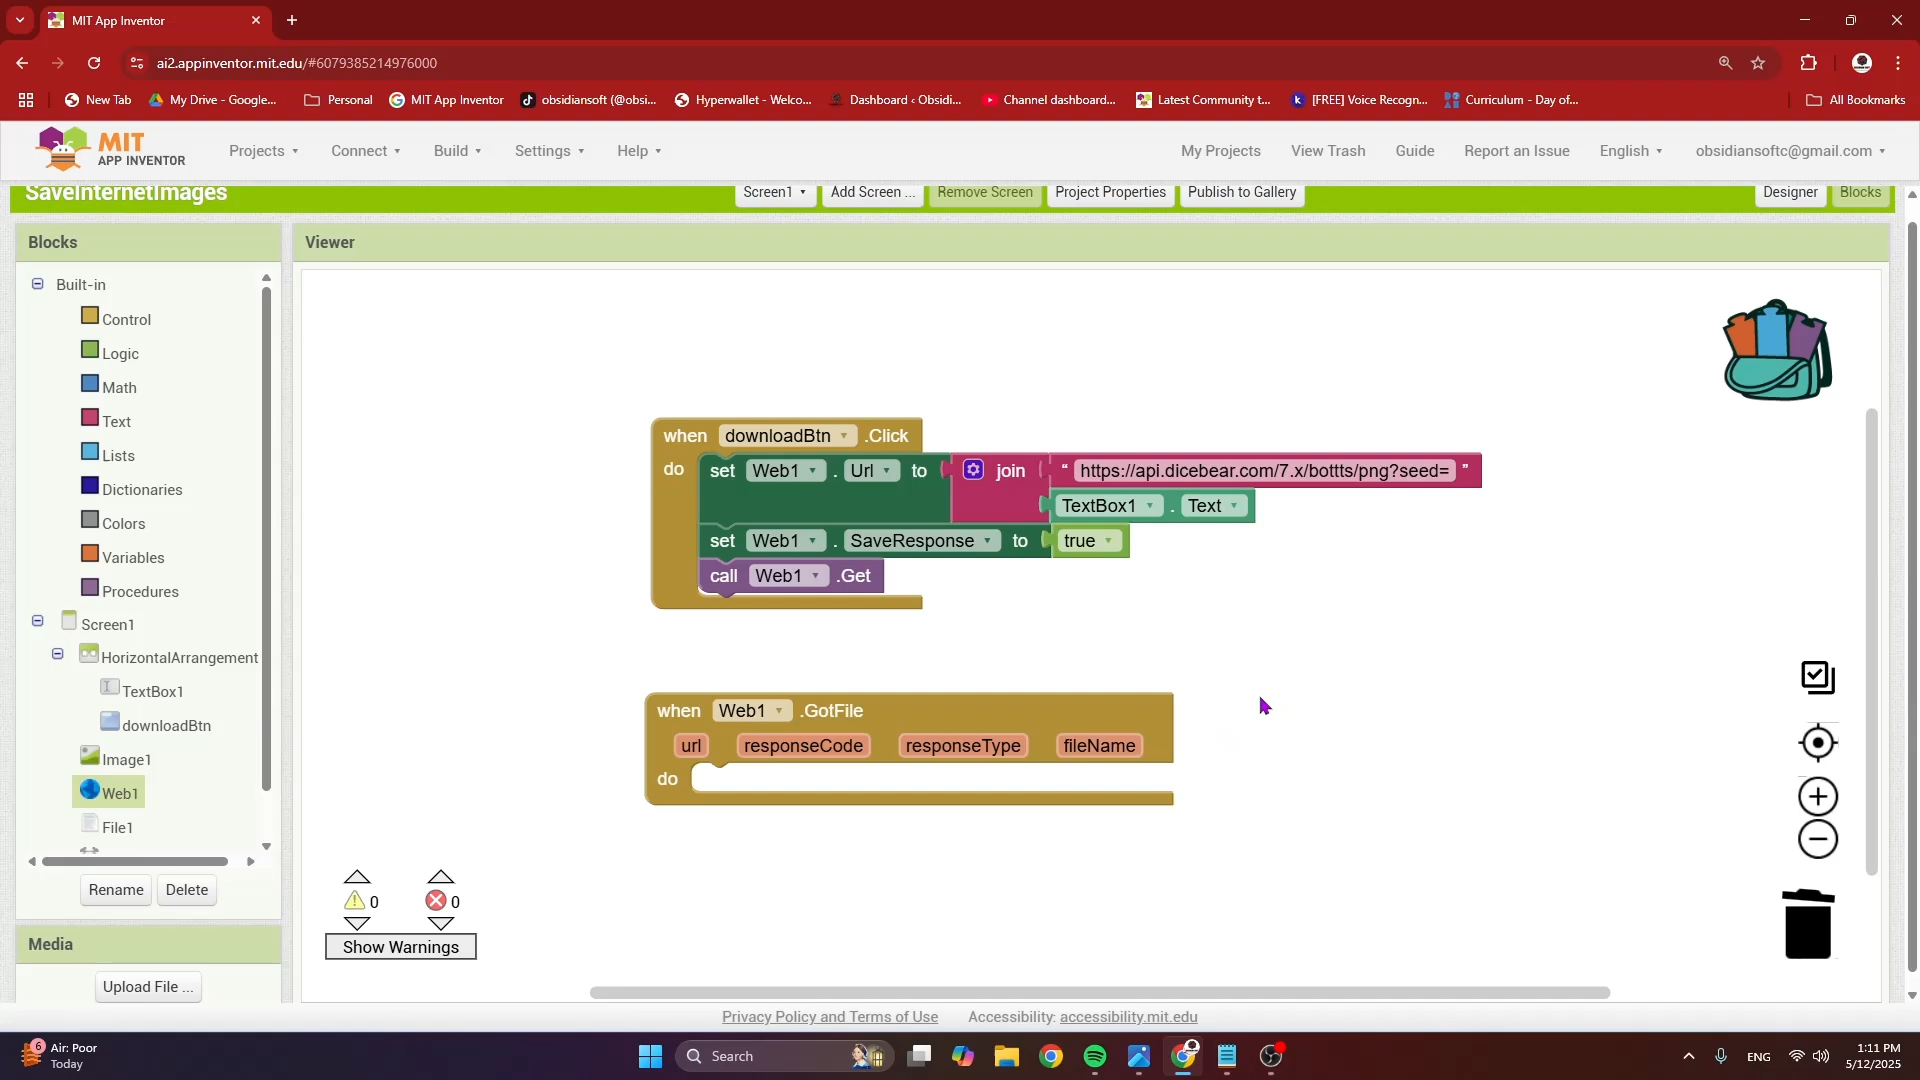 MIT App Inventor
ai2.appinventor.mit.edu/#6079385214976000
New Tab
My Drive - Google...
Personal
MIT App Inventor
obsidiansoft (@obsi...
Hyperwallet - Welco...
Dashboard ‹ Obsidi...
Channel dashboard...
Latest Community t...
[FREE] Voice Recogn...
Curriculum - Day of...
All Bookmarks
MIT
APP INVENTOR
Projects
Connect
Build
Settings
Help
My Projects
View Trash
Guide
Report an Issue
English
obsidiansoftc@gmail.com
SaveInternetImages
Screen1
Add Screen ...
Remove Screen
Project Properties
Publish to Gallery
Designer
Blocks
Blocks
Viewer
Built-in
Control
Logic
Math
Text
Lists
Dictionaries
Colors
Variables
Procedures
Screen1
HorizontalArrangement
TextBox1
downloadBtn
Image1
Web1
File1
Rename
Delete
Media
Upload File ...
when downloadBtn .Click
do set Web1 . Url to join “ https://api.dicebear.com/7.x/bottts/png?seed= ”
TextBox1 . Text
set Web1 . SaveResponse to true
call Web1 .Get
when Web1 .GotFile
url responseCode responseType fileName
do
0
0
Show Warnings
Privacy Policy and Terms of Use
Accessibility: accessibility.mit.edu
6
Air: Poor
Today
Search
ENG
1:11 PM
5/12/2025